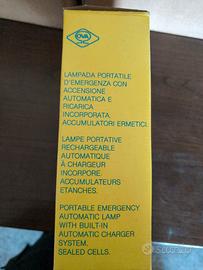 OVA
LAMPADA PORTATILE
D'EMERGENZA CON
ACCENSIONE
AUTOMATICA E
RICARICA
INCORPORATA.
ACCUMULATORI ERMETICI.
LAMPE PORTATIVE
RECHARGEABLE
AUTOMATIQUE
À CHARGEUR
INCORPORE.
ACCUMULATEURS
ETANCHES.
PORTABLE EMERGENCY
AUTOMATIC LAMP
WITH BUILT-IN
AUTOMATIC CHARGER
SYSTEM.
SEALED CELLS.
subito